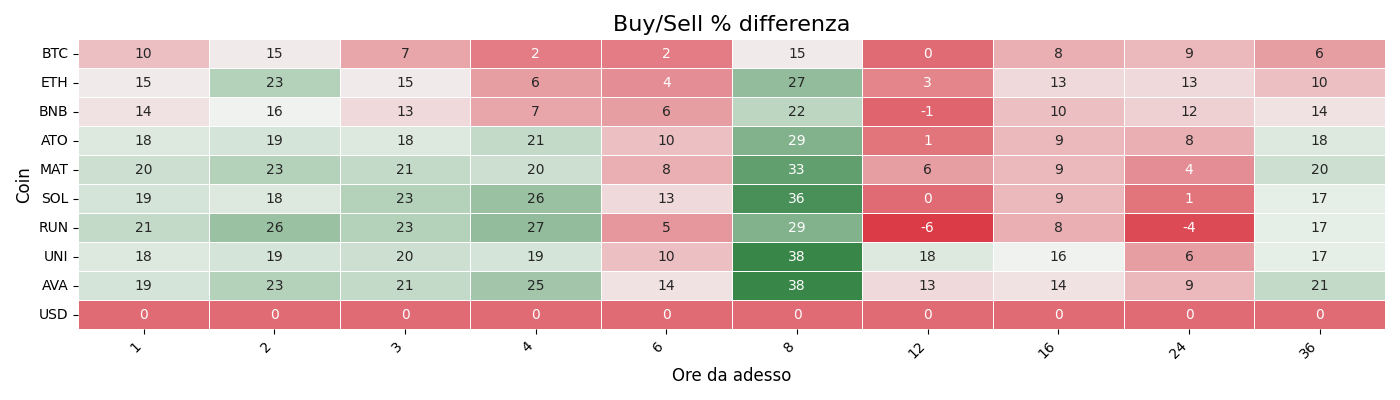 Buy/Sell % differenza
Coin
BTC 10 15 7 2 2 15 0 8 9 6
ETH 15 23 15 6 4 27 3 13 13 10
BNB 14 16 13 7 6 22 -1 10 12 14
ATO 18 19 18 21 10 29 1 9 8 18
MAT 20 23 21 20 8 33 6 9 4 20
SOL 19 18 23 26 13 36 0 9 1 17
RUN 21 26 23 27 5 29 -6 8 -4 17
UNI 18 19 20 19 10 38 18 16 6 17
AVA 19 23 21 25 14 38 13 14 9 21
USD 0 0 0 0 0 0 0 0 0 0
1 2 3 4 6 8 12 16 24 36
Ore da adesso